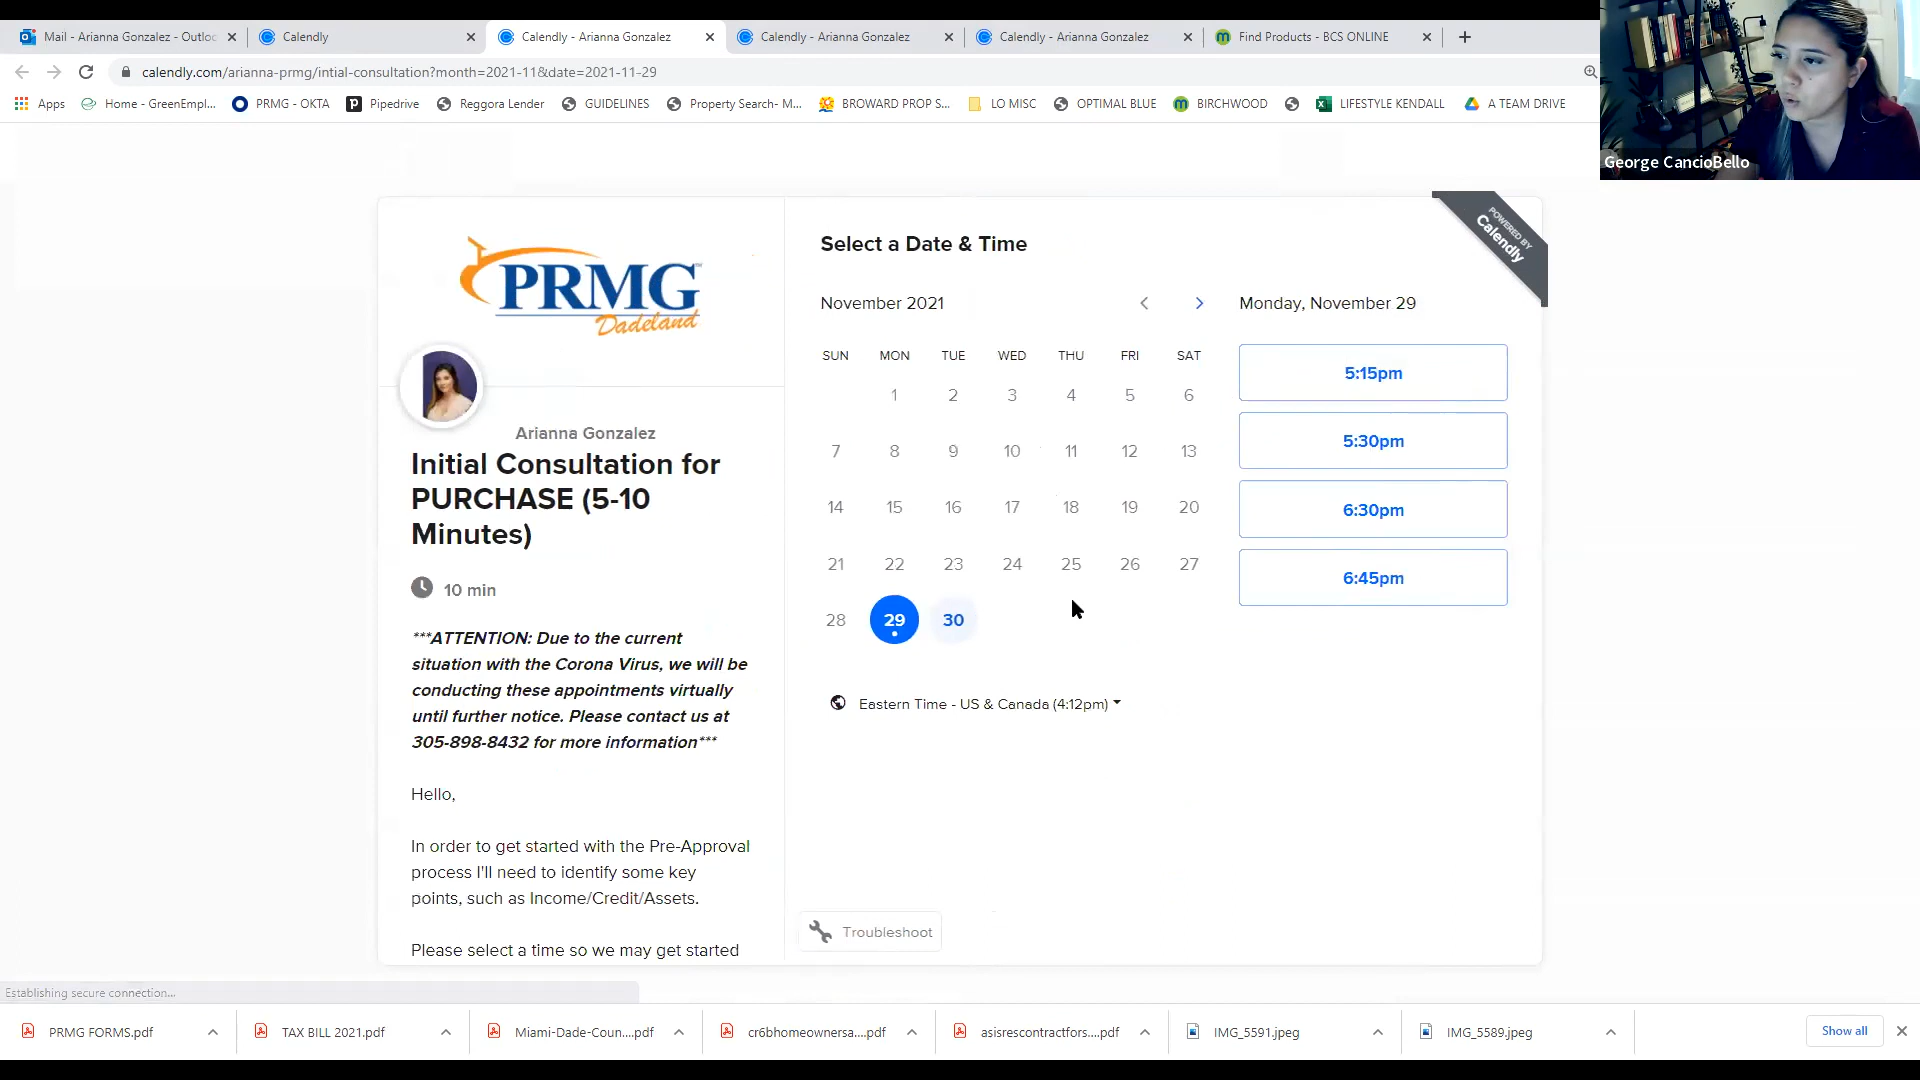 Mail - Arianna Gonzalez - Outloo
Calendly
Calendly - Arianna Gonzalez
Calendly - Arianna Gonzalez
Calendly - Arianna Gonzalez
Find Products - BCS ONLINE
calendly.com/arianna-prmg/intial-consultation?month=2021-11&date=2021-11-29
Apps
Home - GreenEmpl...
PRMG - OKTA
Pipedrive
Reggora Lender
GUIDELINES
Property Search- M...
BROWARD PROP S...
LO MISC
OPTIMAL BLUE
BIRCHWOOD
LIFESTYLE KENDALL
A TEAM DRIVE
George CancioBello
POWERED BY
Calendly
PRMG
Dadeland
Arianna Gonzalez
Initial Consultation for
PURCHASE (5-10
Minutes)
10 min
***ATTENTION: Due to the current
situation with the Corona Virus, we will be
conducting these appointments virtually
until further notice. Please contact us at
305-898-8432 for more information***
Hello,
In order to get started with the Pre-Approval
process I'll need to identify some key
points, such as Income/Credit/Assets.
Please select a time so we may get started
Select a Date & Time
November 2021
SUN MON TUE WED THU FRI SAT
1 2 3 4 5 6
7 8 9 10 11 12 13
14 15 16 17 18 19 20
21 22 23 24 25 26 27
28 29 30
Eastern Time - US & Canada (4:12pm)
Troubleshoot
Monday, November 29
5:15pm
5:30pm
6:30pm
6:45pm
Establishing secure connection...
PRMG FORMS.pdf
TAX BILL 2021.pdf
Miami-Dade-Coun....pdf
cr6bhomeownersa....pdf
asisrescontractfors....pdf
IMG_5591.jpeg
IMG_5589.jpeg
Show all